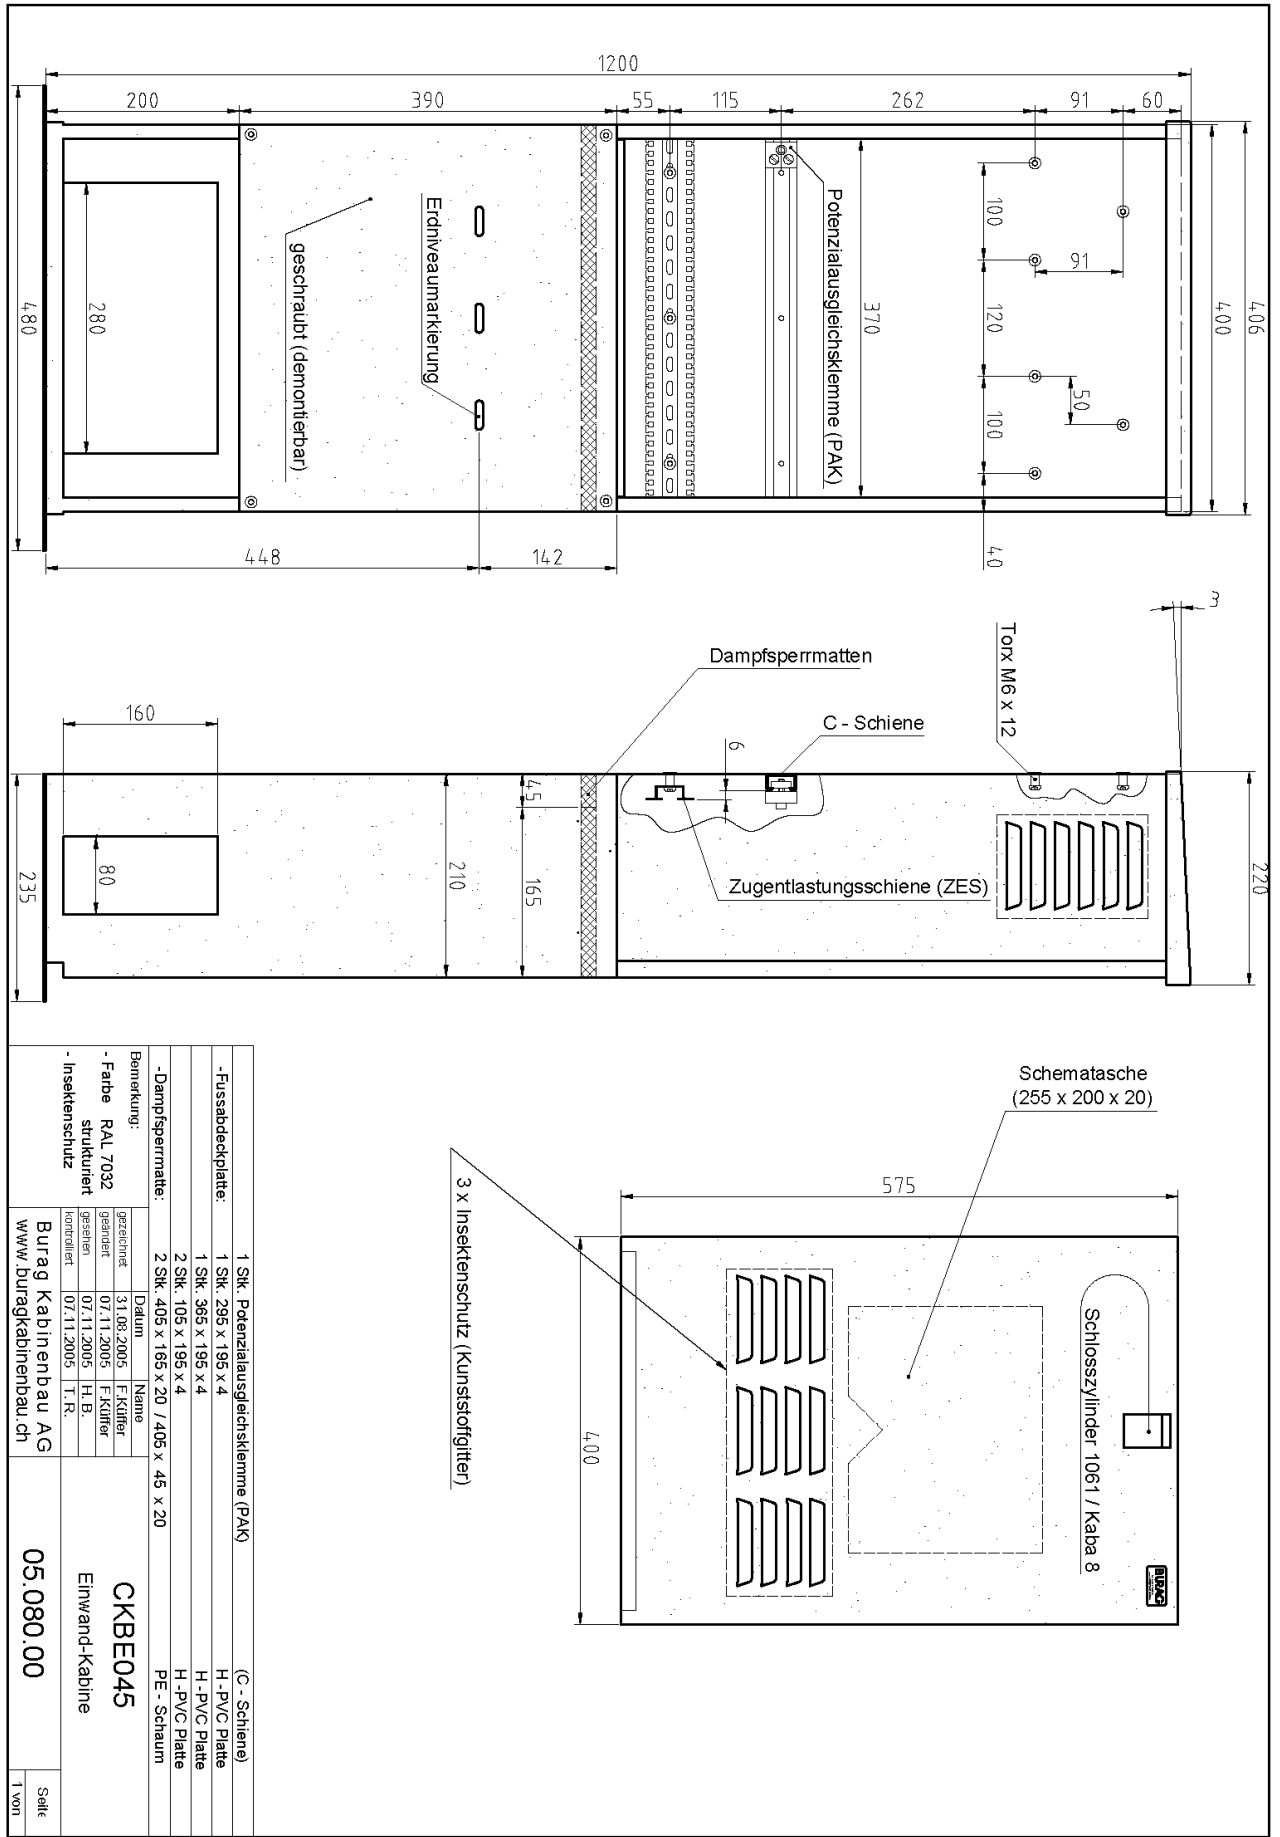 1200
200
390
55
115
262
91
60
406
400
100
91
120
50
100
40
370
Potenzialausgleichsklemme (PAK)
Erdniveaumarkierung
geschraubt (demontierbar)
280
480
448
142
3
Torx M6 x 12
Dampfsperrmatten
C - Schiene
6
160
45
80
210
165
235
220
Zugentlastungsschiene (ZES)
Schematasche
(255 x 200 x 20)
575
400
3 x Insektenschutz (Kunststoffgitter)
Schlosszylinder 1061 / Kaba 8
BURAG
1 Stk. Potenzialausgleichsklemme (PAK) (C - Schiene)
-Fussabdeckplatte: 1 Stk. 295 x 195 x 4 H -PVC Platte
1 Stk. 365 x 195 x 4 H -PVC Platte
2 Stk. 105 x 195 x 4 H -PVC Platte
-Dampfsperrmatte: 2 Stk. 405 x 165 x 20 / 405 x 45 x 20 PE - Schaum
Bemerkung:
- Farbe RAL 7032
strukturiert
- Insektenschutz
Datum Name
gezeichnet 31.08.2005 F.Küffer
geändert 07.11.2005 F.Küffer
gesehen 07.11.2005 H.B.
kontrolliert 07.11.2005 T.R.
Burag Kabinenbau AG
www.buragkabinenbau.ch
CKBE045
Einwand-Kabine
05.080.00
Seite
1 von